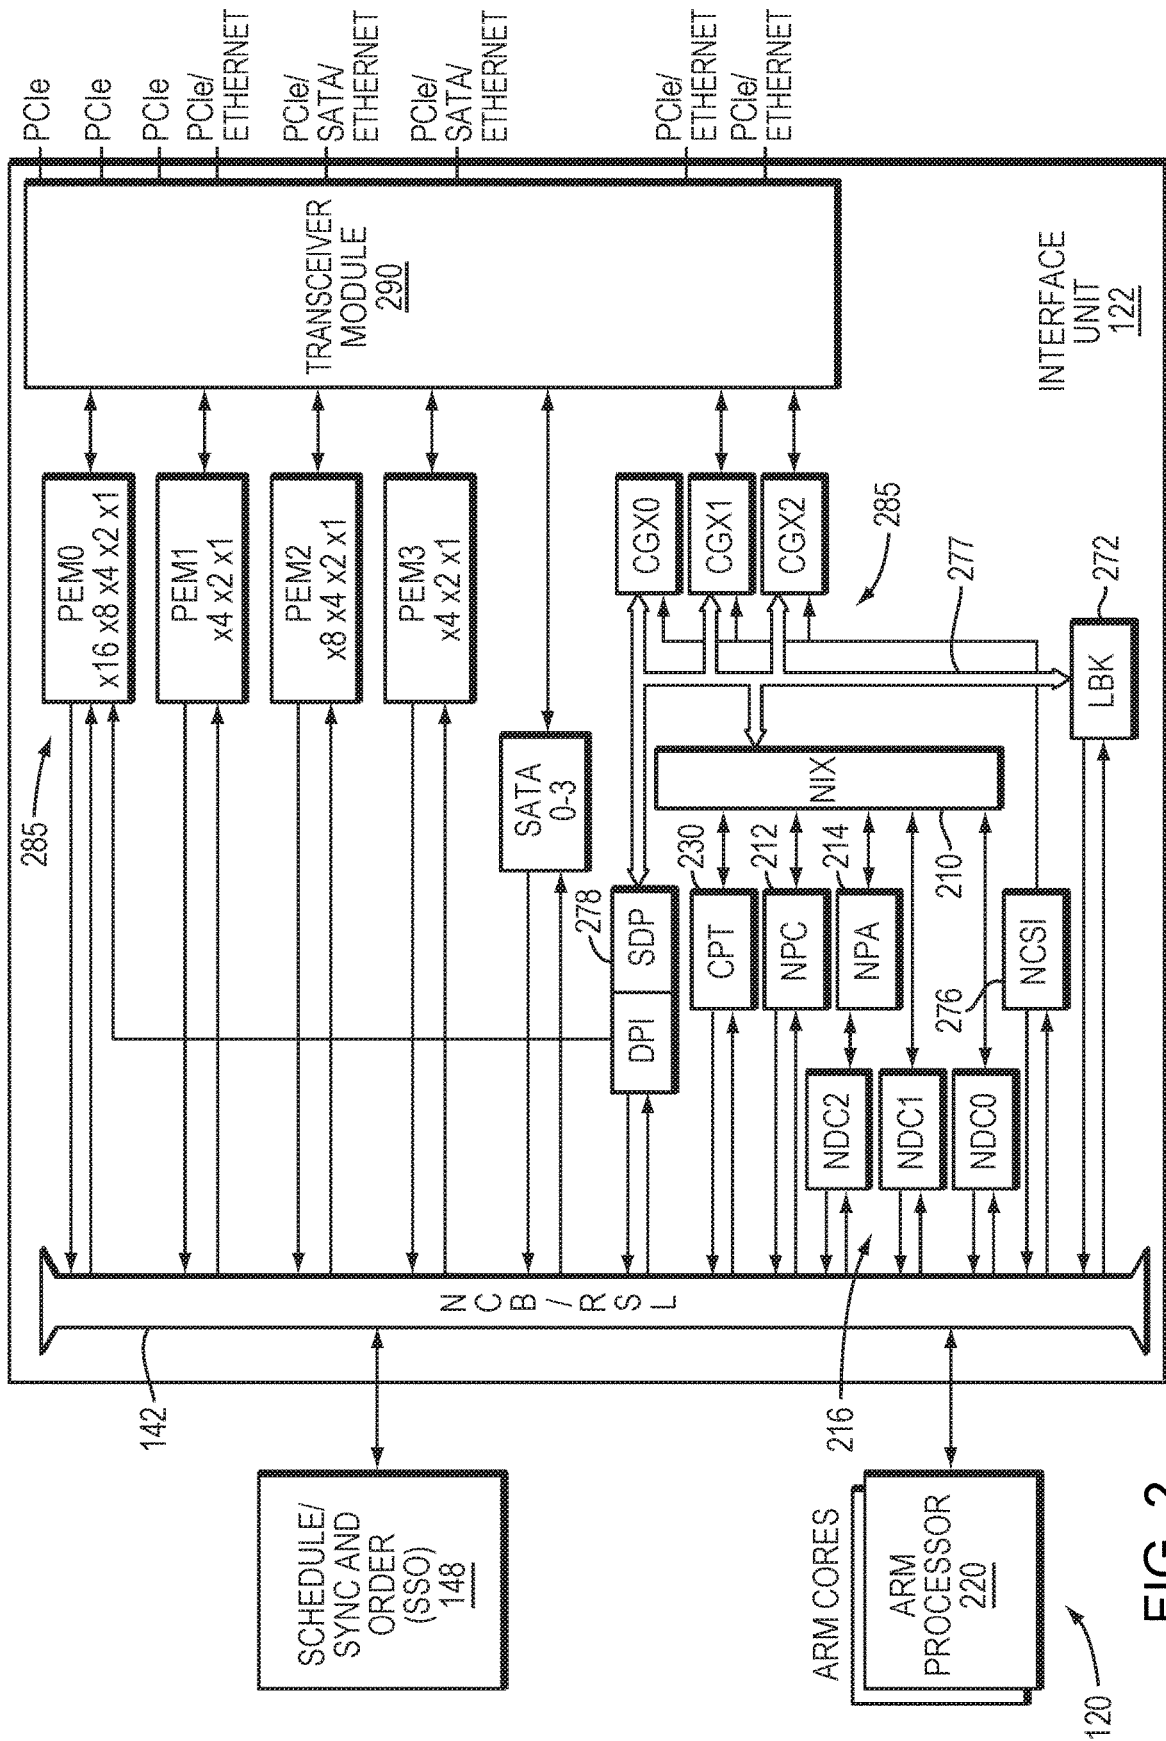 PCIe
PCIe
PCIe
PCIe/
ETHERNET
PCIe/
SATA/
ETHERNET
PCIe/
SATA/
ETHERNET
PCIe/
ETHERNET
PCIe/
ETHERNET
TRANSCEIVER
MODULE
290
INTERFACE
UNIT
122
PEM0
x16 x8 x4 x2 x1
PEM1
x4 x2 x1
PEM2
x8 x4 x2 x1
PEM3
x4 x2 x1
285
SATA
0-3
CGX0
CGX1
CGX2
285
277
272
LBK
NIX
210
278
SDP
DPI
230
CPT
212
NPC
214
NPA
276
NCSI
NDC2
NDC1
NDC0
216
NCB/RSL
142
SCHEDULE/
SYNC AND
ORDER
(SSO)
148
ARM CORES
ARM
PROCESSOR
220
120
FIG. 2